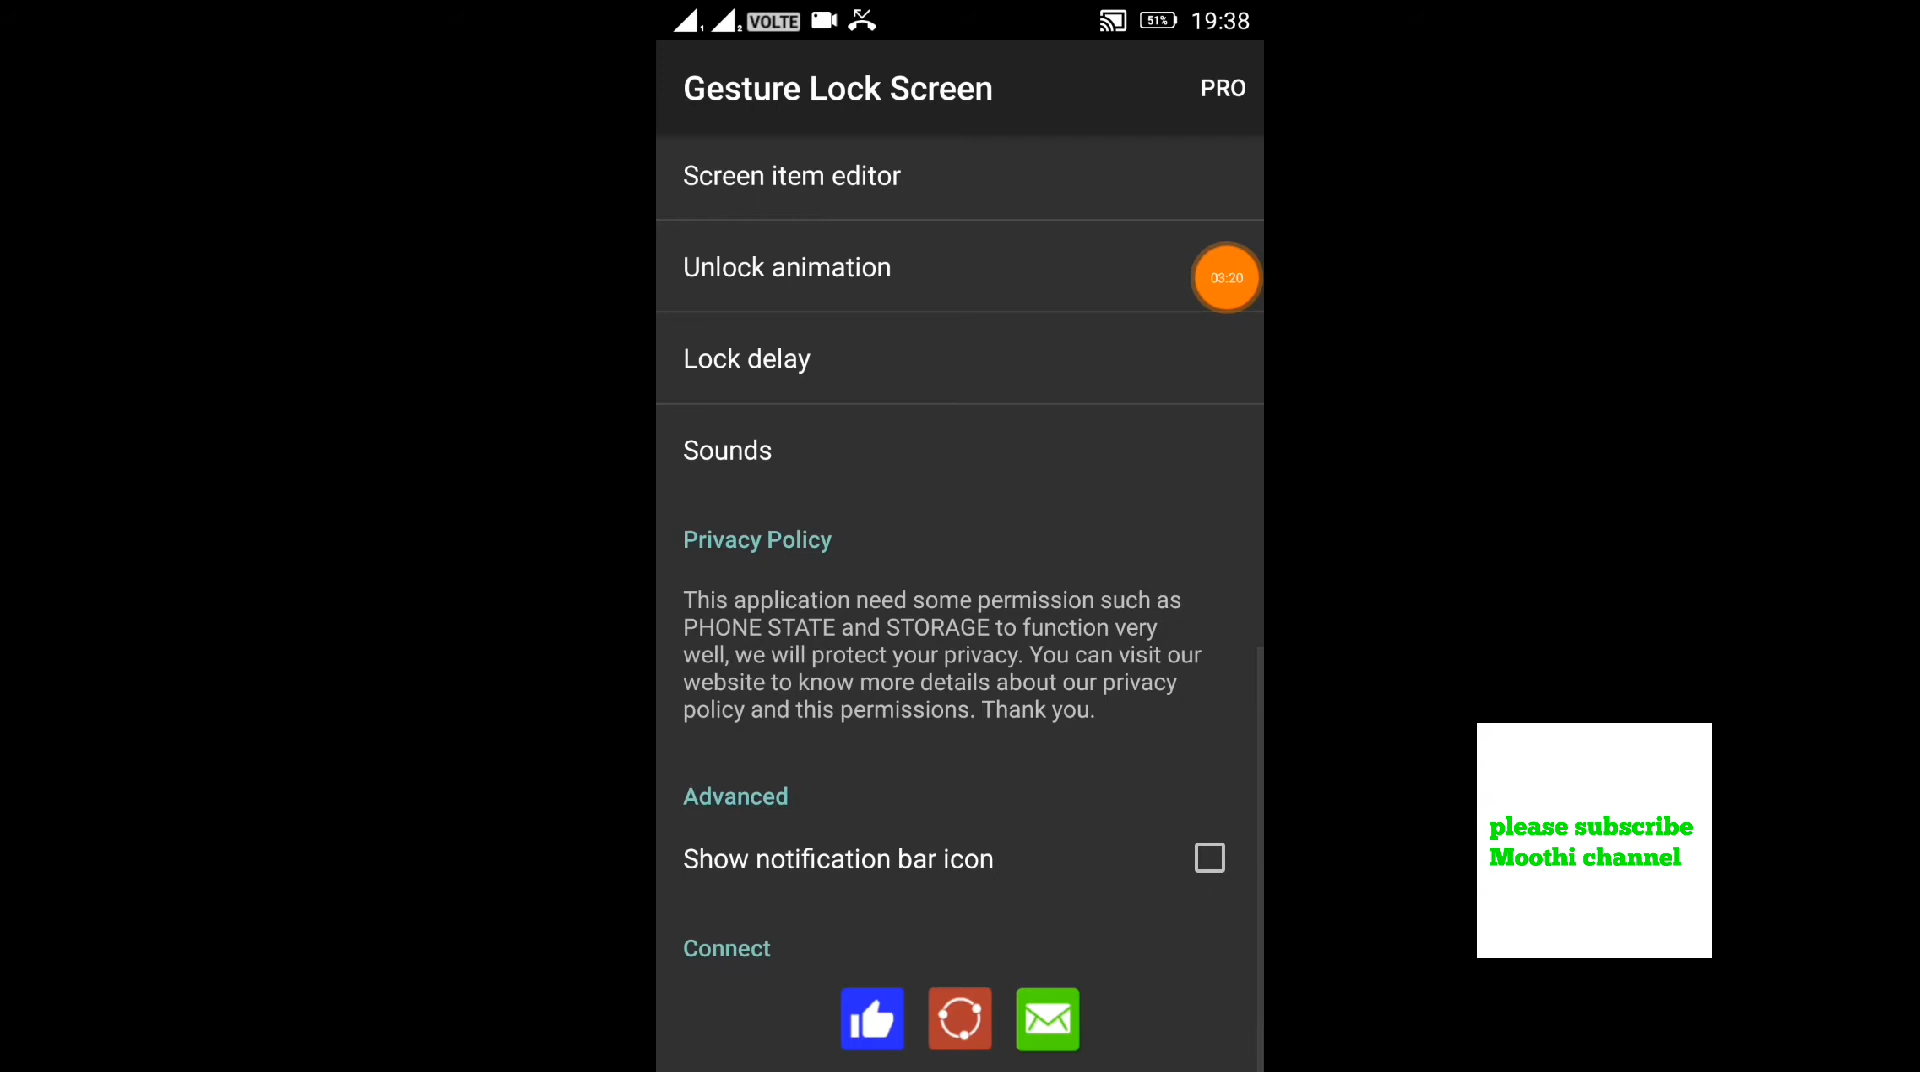 1 2 VOLTE 51% 19:38
Gesture Lock Screen PRO
Screen item editor
Unlock animation
03:20
Lock delay
Sounds
Privacy Policy
This application need some permission such as
PHONE STATE and STORAGE to function very
well, we will protect your privacy. You can visit our
website to know more details about our privacy
policy and this permissions. Thank you.
Advanced
Show notification bar icon
Connect
please subscribe
Moothi channel